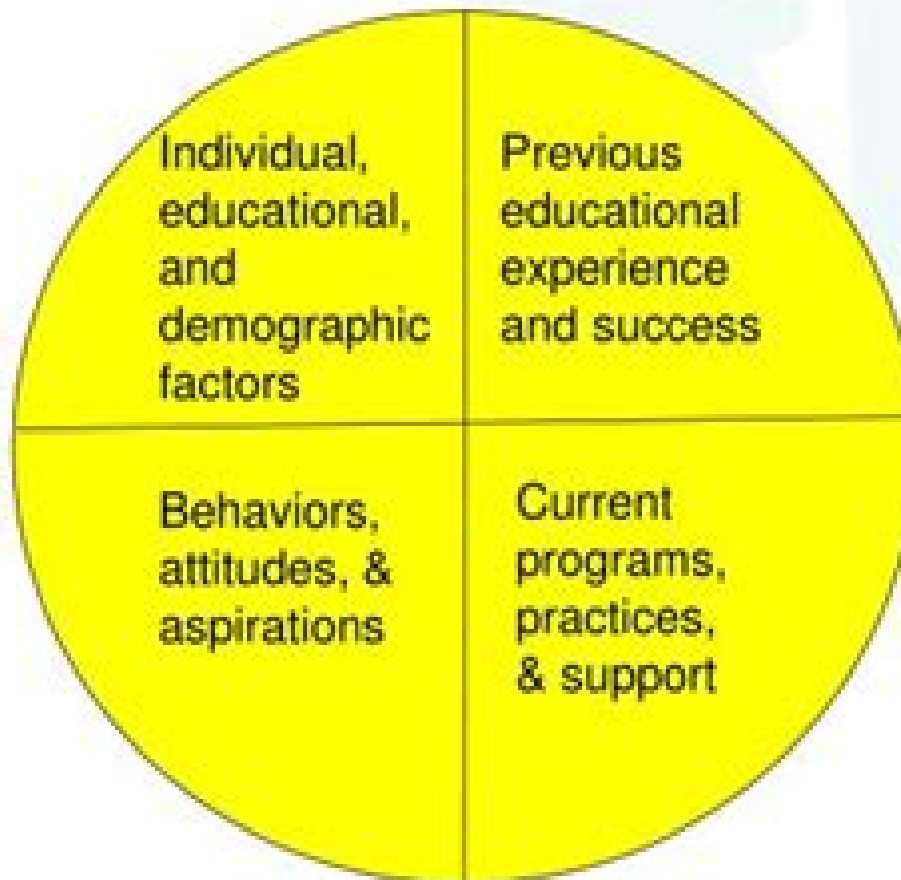 Individual,
educational,
and
demographic
factors
Previous
educational
experience
and success
Behaviors,
attitudes, &
aspirations
Current
programs,
practices,
& support